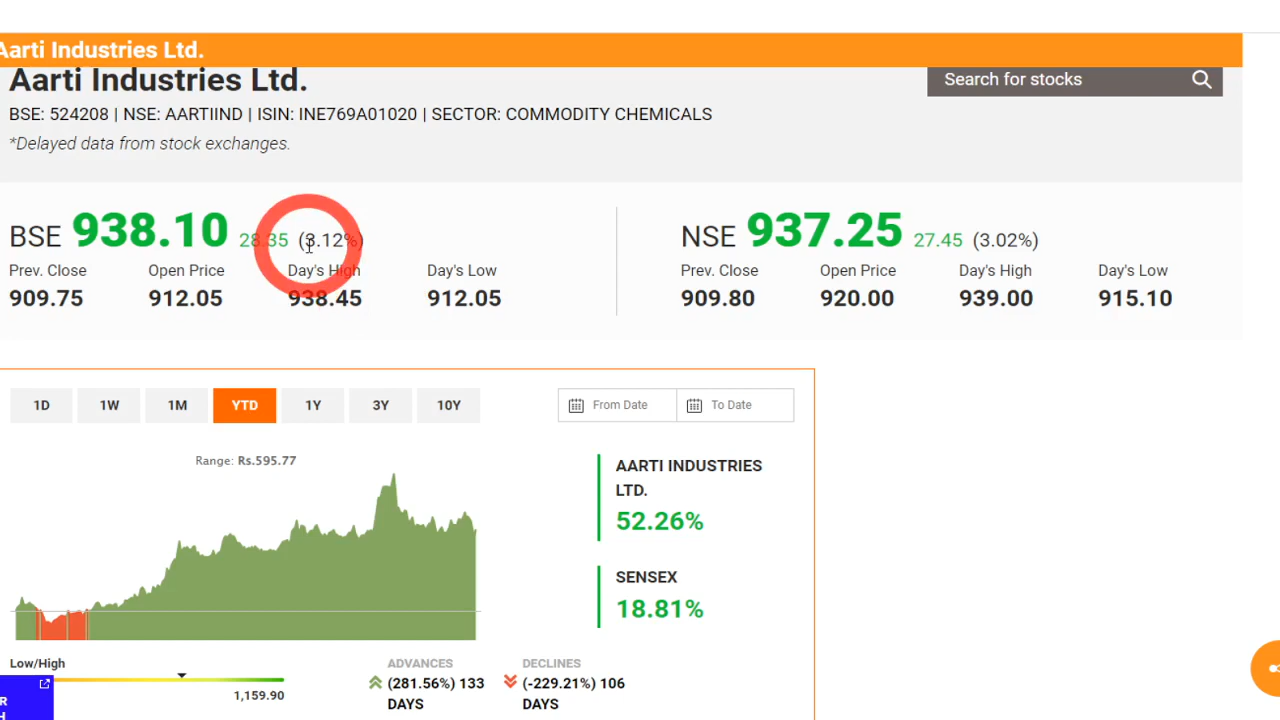 Aarti Industries Ltd.
Aarti Industries Ltd.
Search for stocks
BSE: 524208 | NSE: AARTIIND | ISIN: INE769A01020 | SECTOR: COMMODITY CHEMICALS
*Delayed data from stock exchanges.
BSE 938.10 28.35 (3.12%)
Prev. Close Open Price Day's High Day's Low
909.75 912.05 938.45 912.05
NSE 937.25 27.45 (3.02%)
Prev. Close Open Price Day's High Day's Low
909.80 920.00 939.00 915.10
1D 1W 1M YTD 1Y 3Y 10Y
From Date To Date
Range: Rs.595.77
AARTI INDUSTRIES
LTD.
52.26%
SENSEX
18.81%
Low/High
1,159.90
ADVANCES
(281.56%) 133
DAYS
DECLINES
(-229.21%) 106
DAYS
R